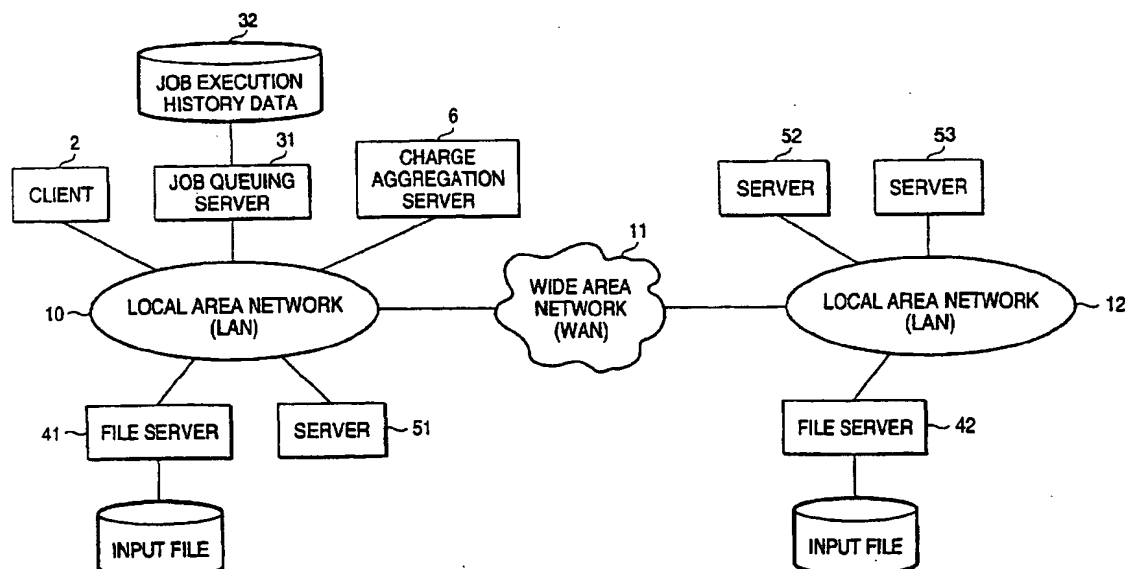 32
JOB EXECUTION
HISTORY DATA
2
CLIENT
31
JOB QUEUING
SERVER
6
CHARGE
AGGREGATION
SERVER
52
SERVER
53
SERVER
10
LOCAL AREA NETWORK
(LAN)
11
WIDE AREA
NETWORK
(WAN)
LOCAL AREA NETWORK
(LAN)
12
41
FILE SERVER
SERVER
51
FILE SERVER
42
INPUT FILE
INPUT FILE